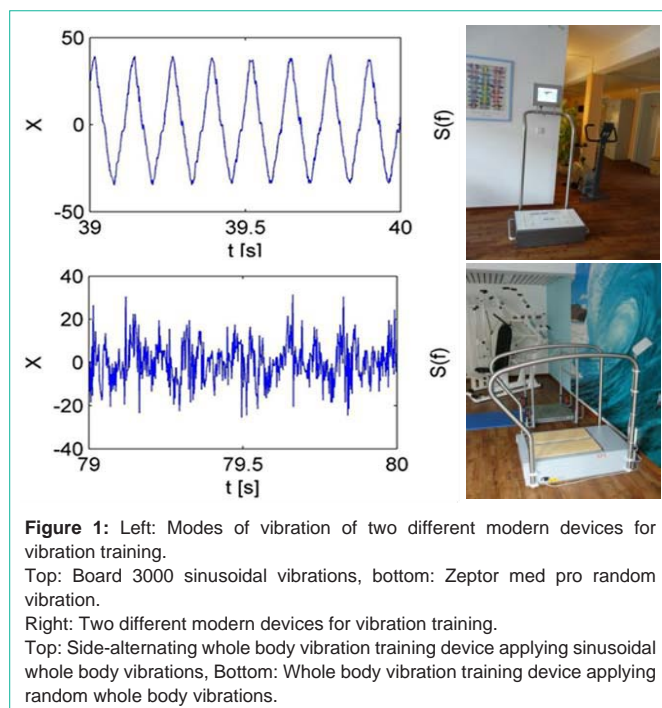 50
0
-50
39
39.5
40
X
t [s]
S(f)
40
20
0
-20
-40
79
79.5
80
X
t [s]
S(f)
Figure 1: Left: Modes of vibration of two different modern devices for
vibration training.
Top: Board 3000 sinusoidal vibrations, bottom: Zeptor med pro random
vibration.
Right: Two different modern devices for vibration training.
Top: Side-alternating whole body vibration training device applying sinusoidal
whole body vibrations, Bottom: Whole body vibration training device applying
random whole body vibrations.